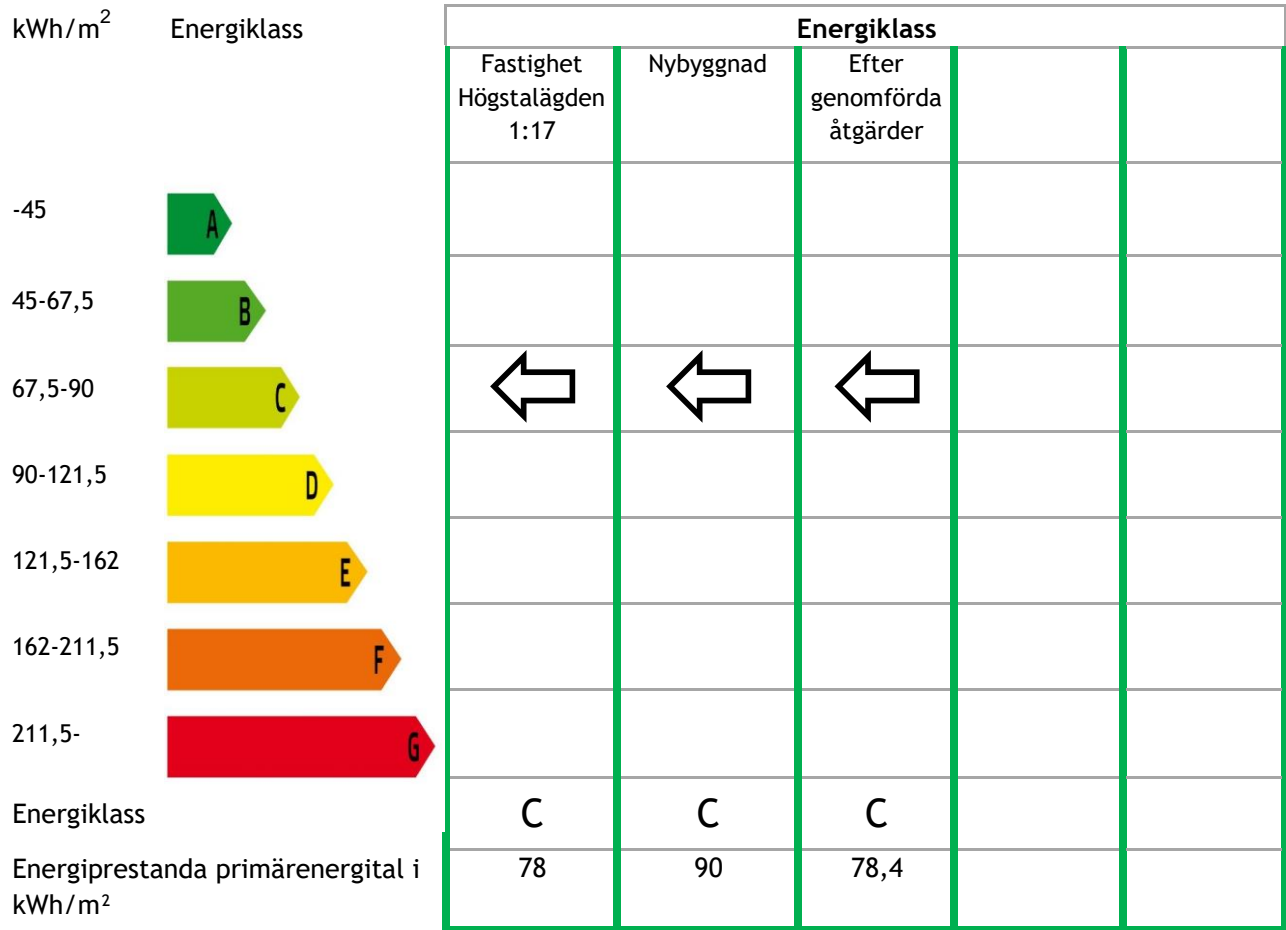 kWh/m² Energiklass Energiklass
Fastighet Nybyggnad Efter
Högstalägden genomförda
1:17 åtgärder
-45 A
45-67,5 B
67,5-90 C
90-121,5 D
121,5-162 E
162-211,5 F
211,5- G
Energiklass C C C
Energiprestanda primärenergital i 78 90 78,4
kWh/m²